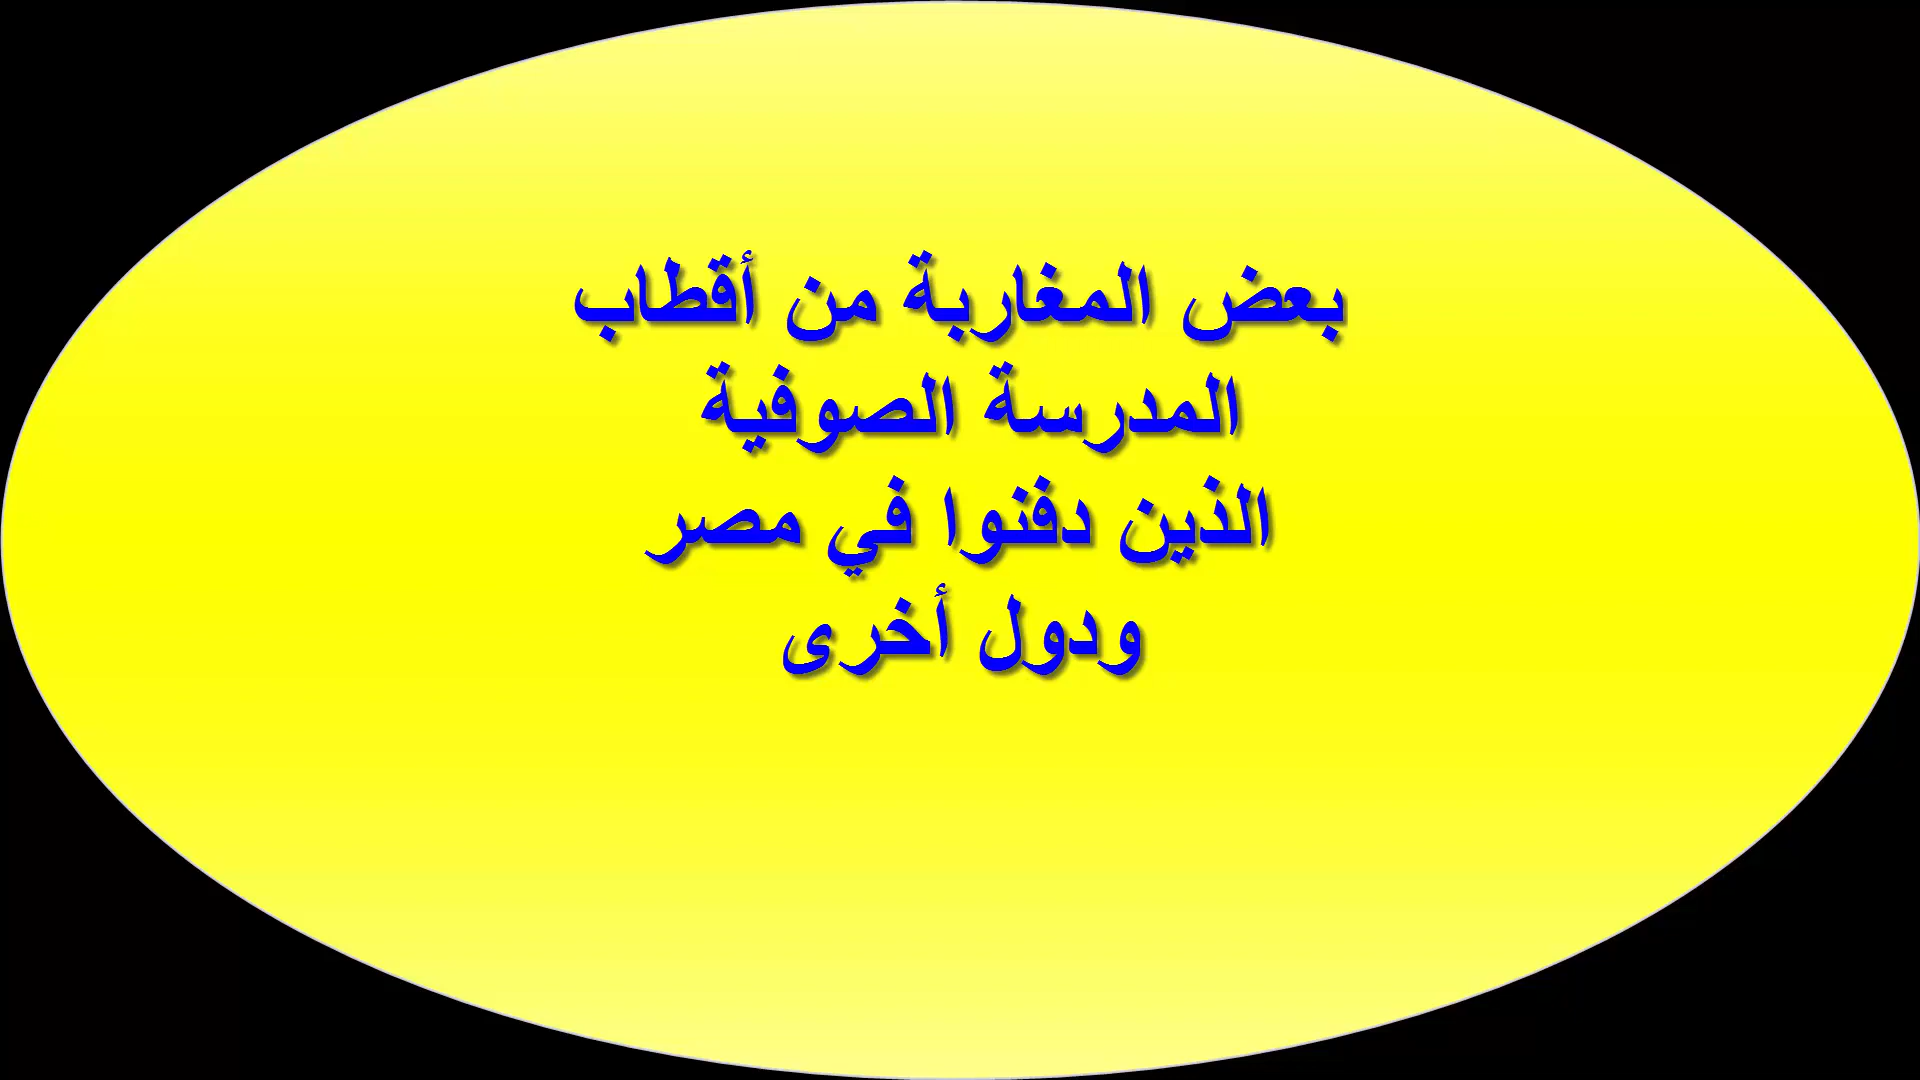 بعض المغاربة من أقطاب
المدرسة الصوفية
الذين دفنوا في مصر
ودول أخرى